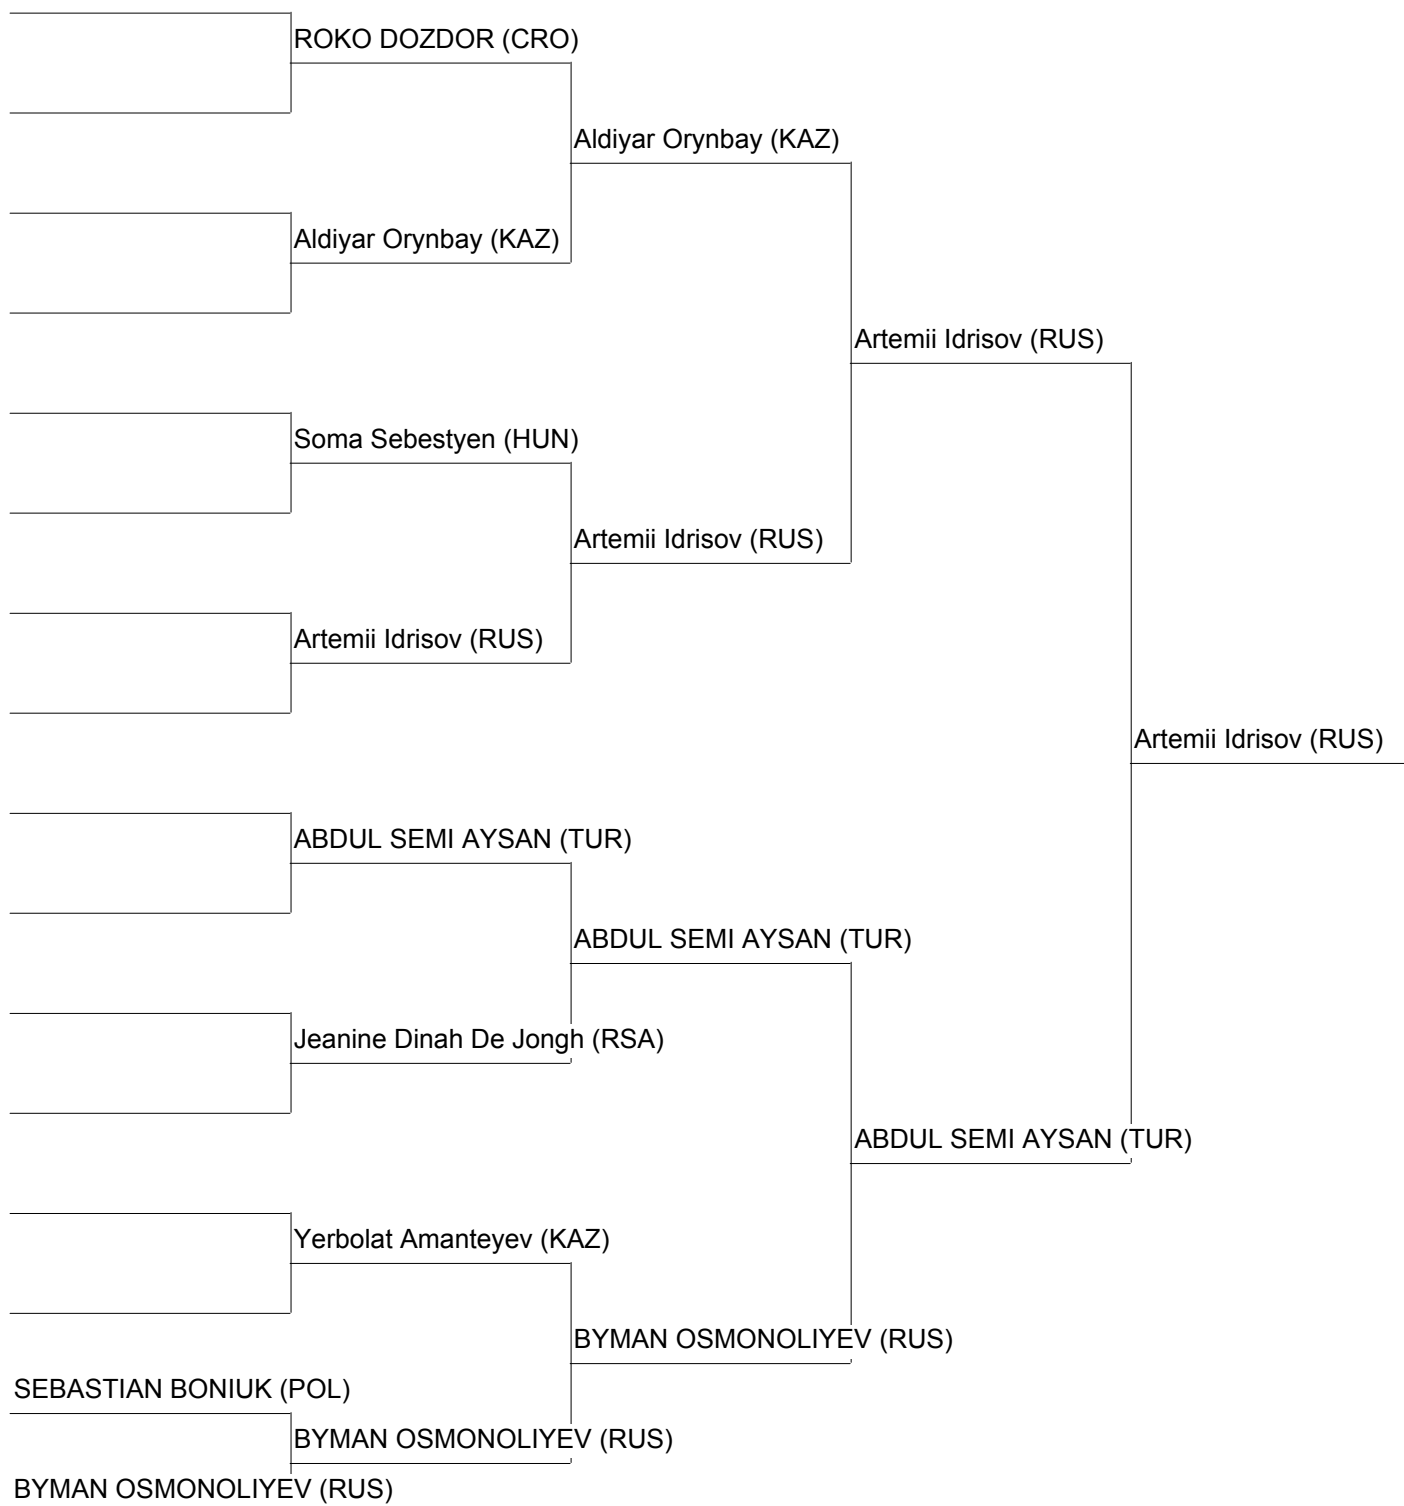 ROKO DOZDOR (CRO)
Aldiyar Orynbay (KAZ)
Aldiyar Orynbay (KAZ)
Artemii Idrisov (RUS)
Soma Sebestyen (HUN)
Artemii Idrisov (RUS)
Artemii Idrisov (RUS)
Artemii Idrisov (RUS)
ABDUL SEMI AYSAN (TUR)
ABDUL SEMI AYSAN (TUR)
Jeanine Dinah De Jongh (RSA)
ABDUL SEMI AYSAN (TUR)
Yerbolat Amanteyev (KAZ)
BYMAN OSMONOLIYEV (RUS)
SEBASTIAN BONIUK (POL)
BYMAN OSMONOLIYEV (RUS)
BYMAN OSMONOLIYEV (RUS)